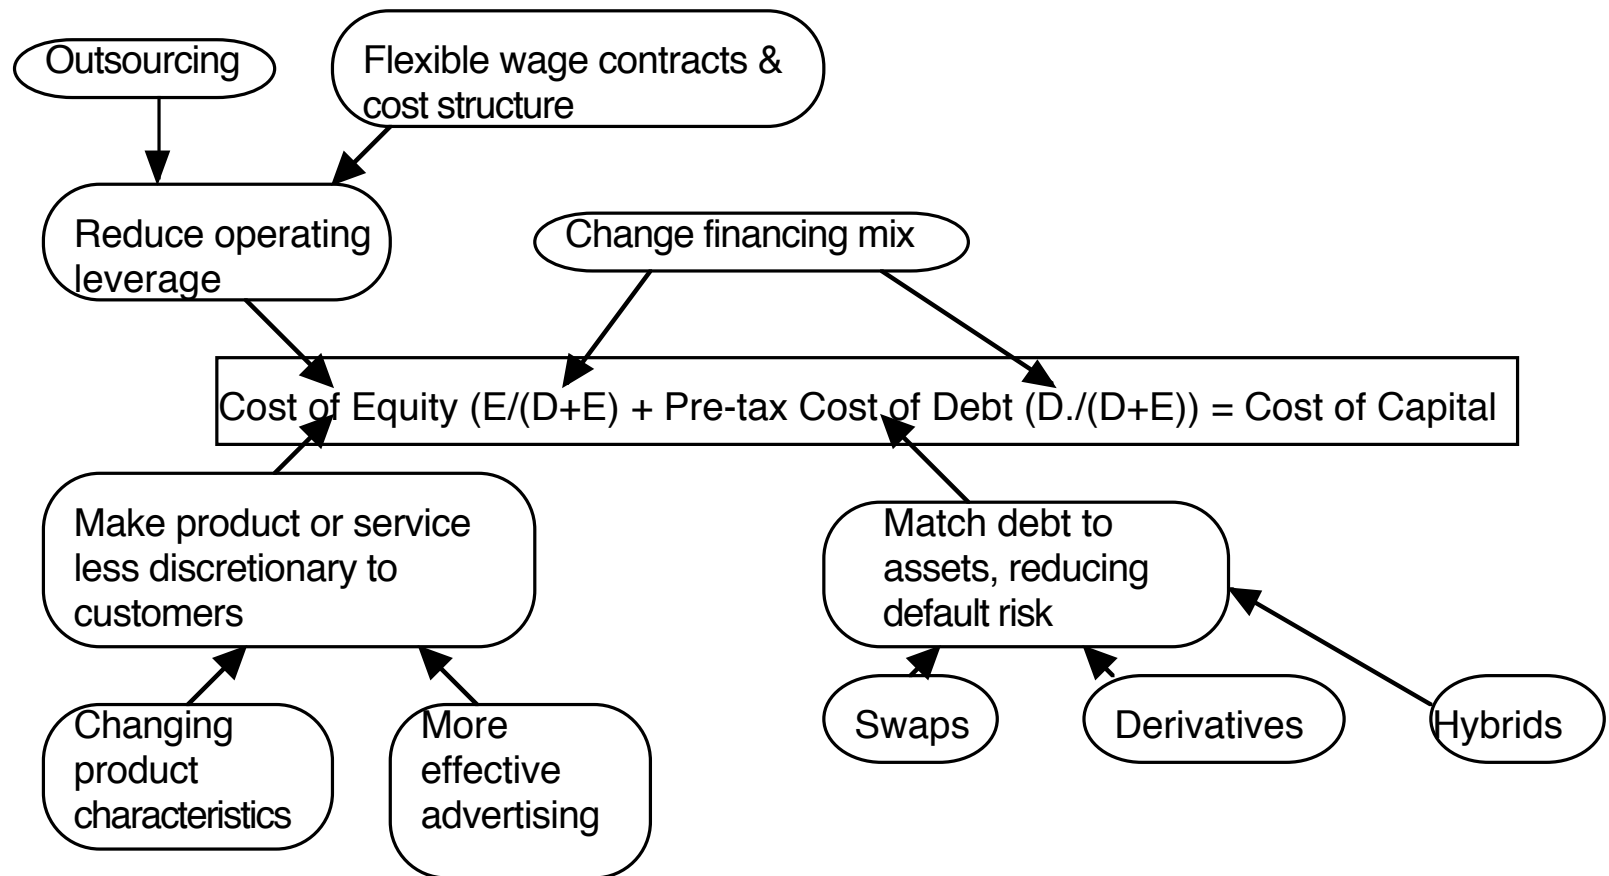 Outsourcing
Flexible wage contracts &
cost structure
Reduce operating
leverage
Change financing mix
Cost of Equity (E/(D+E) + Pre-tax Cost of Debt (D./(D+E)) = Cost of Capital
Make product or service
less discretionary to
customers
Match debt to
assets, reducing
default risk
Changing
product
characteristics
More
effective
advertising
Swaps
Derivatives
Hybrids